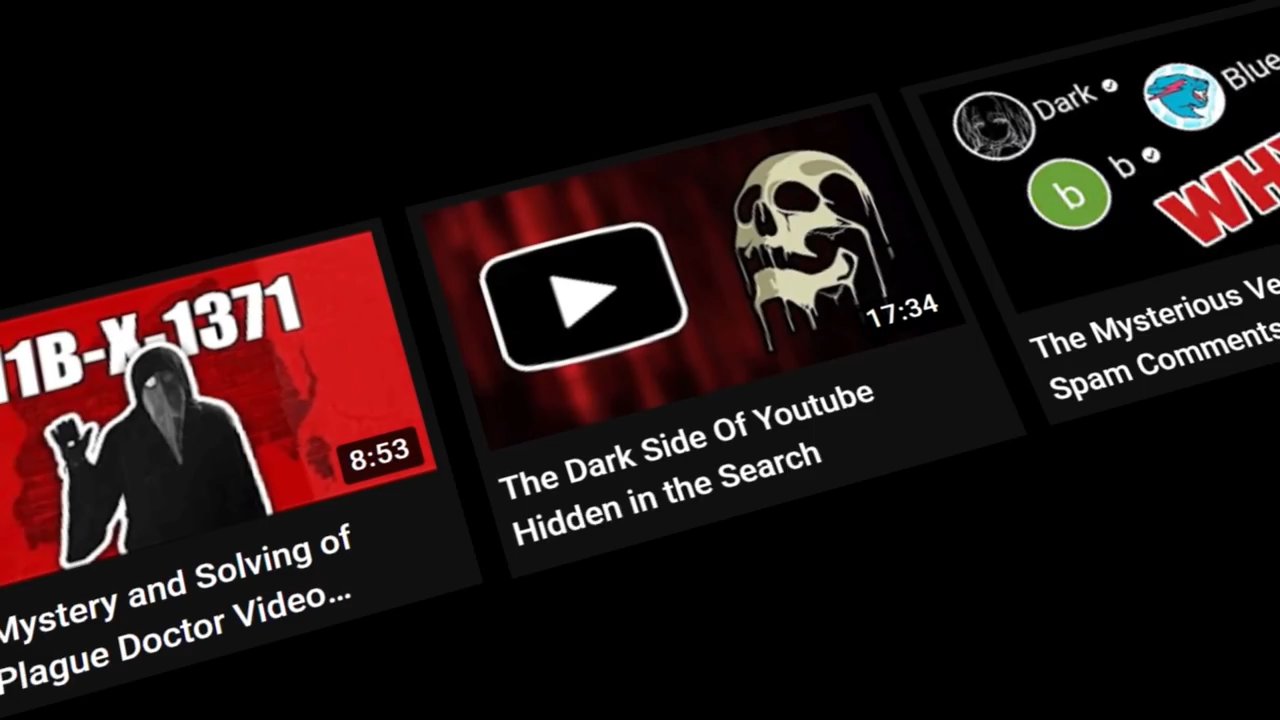 11B-X-1371
8:53
Mystery and Solving of
Plague Doctor Video...
17:34
The Dark Side Of Youtube
Hidden in the Search
Dark
Blue
b
b
WHY
The Mysterious Ve
Spam Comments